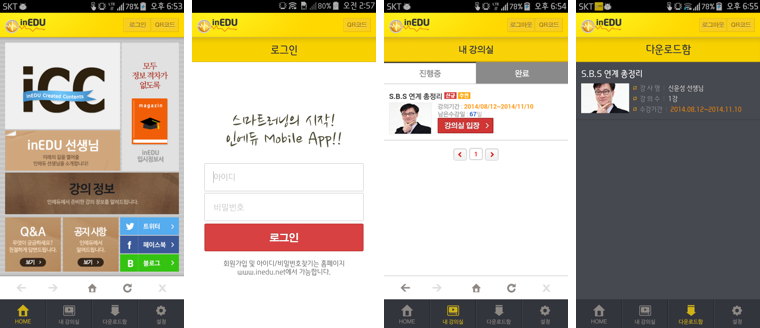 SKT 78% 오후 6:53
inEDU 로그인 QR코드
icc
inEDU Created Contents
모두
정보 격차가
없도록
magazin
inEDU
입시정보서
inEDU 선생님
강의 정보
Q&A
보기 >
공지 사항
보기 >
트위터
페이스북
블로그
HOME 내 강의실 다운로드함 설정
80% 오전 2:57
inEDU QR코드
로그인
스마트러닝의 시작!
인에듀 Mobile App!!
아이디
비밀번호
로그인
회원가입 및 아이디/비밀번호찾기는 홈페이지
www.inedu.net에서 가능합니다.
SKT 78% 오후 6:54
inEDU 로그아웃 QR코드
내 강의실
진행중 완료
S.B.S 연계 총정리
강의기간 : 2014/08/12~2014/11/10
남은수강일 : 67일
강의실 입장 >
< 1 >
HOME 내 강의실 다운로드함 설정
SKT 78% 오후 6:55
inEDU 로그아웃 QR코드
다운로드함
S.B.S 연계 총정리
강 사 명 : 신윤성 선생님
강 의 수 : 1강
수강기간 : 2014.08.12~2014.11.10
HOME 내 강의실 다운로드함 설정